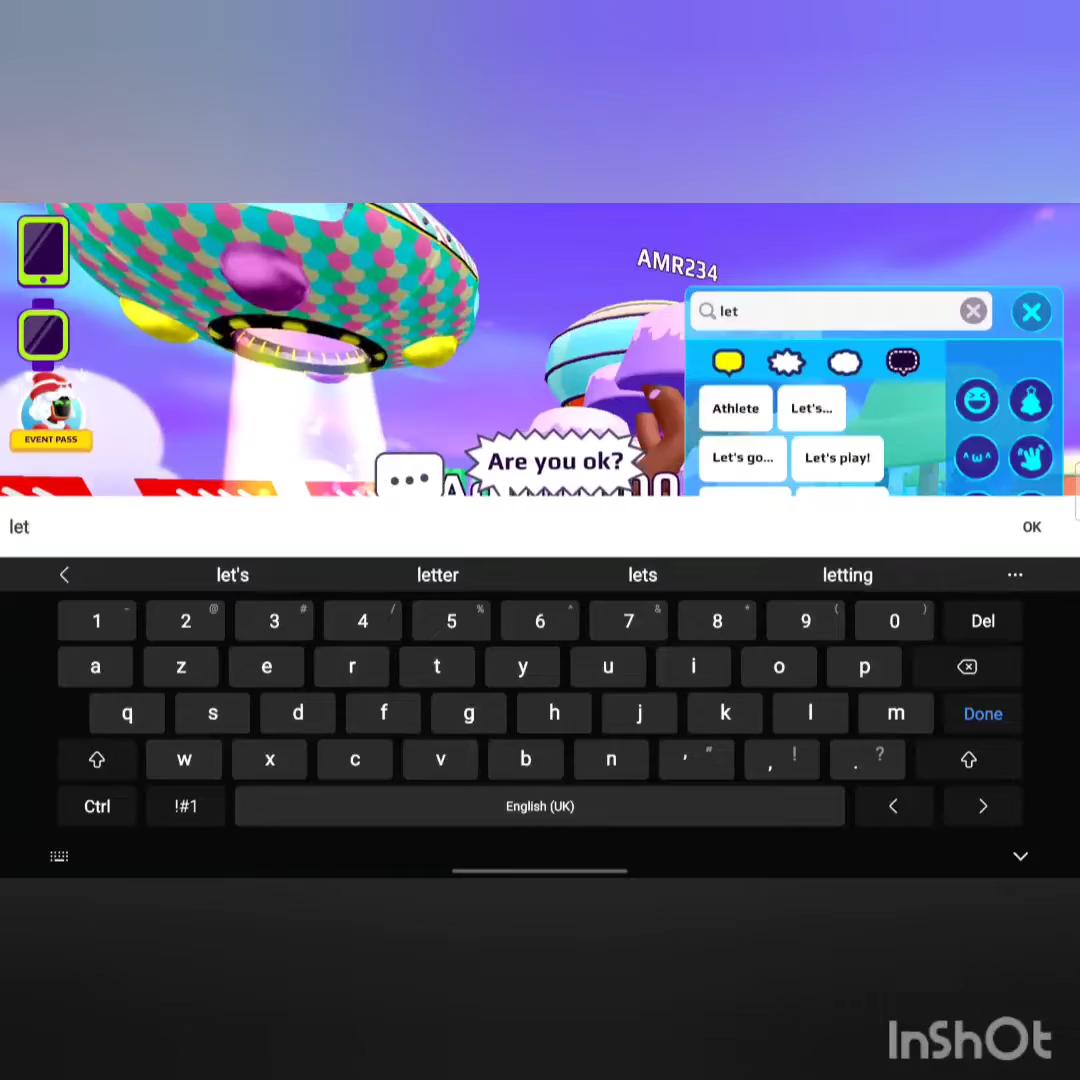 AMR234
let
EVENT PASS
Athlete
Let's...
Are you ok?
Let's go...
Let's play!
let
OK
let's
letter
lets
letting
...
1 - 2 @ 3 # 4 / 5 % 6 ^ 7 & 8 * 9 ( 0 ) Del
a z e r t y u i o p
q s d f g h j k l m Done
w x c v b n ' " , ! . ?
Ctrl !#1 English (UK) < >
InShOt